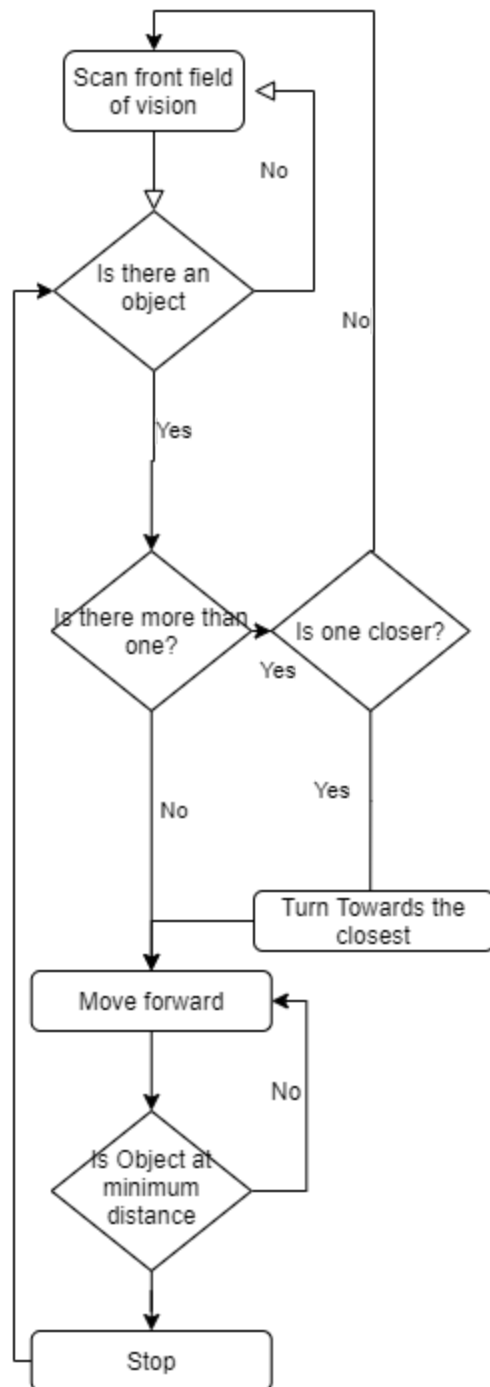 Scan front field
of vision
No
Is there an
object
No
Yes
Is there more than
one?
Is one closer?
Yes
Yes
No
Turn Towards the
closest
Move forward
No
Is Object at
minimum
distance
Stop